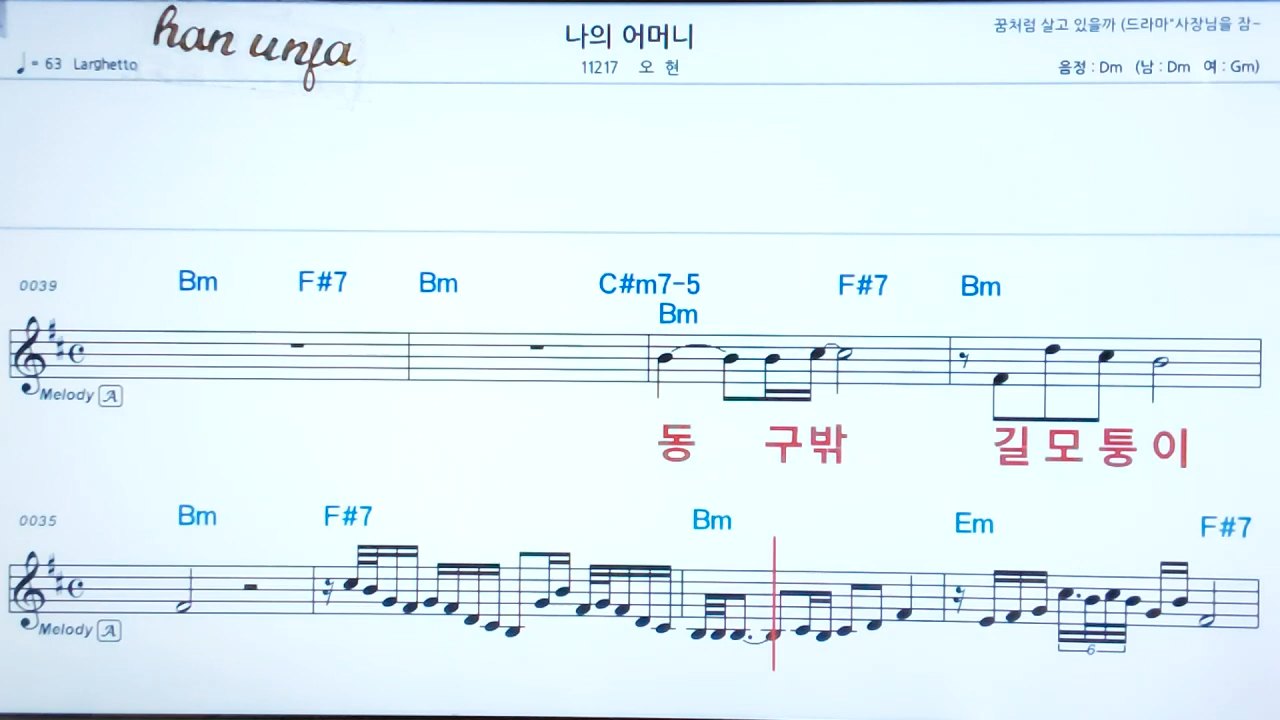 han unfa
나의 어머니
꿈처럼 살고 있을까 (드라마"사장님을 잠~
♩= 63 Larghetto
11217 오 현
음정 : Dm (남 : Dm 여 : Gm)
0039 Bm F#7 Bm C#m7-5 F#7 Bm
Bm
Melody A
동 구밖 길 모 퉁 이
0035 Bm F#7 Bm Em F#7
Melody A
6